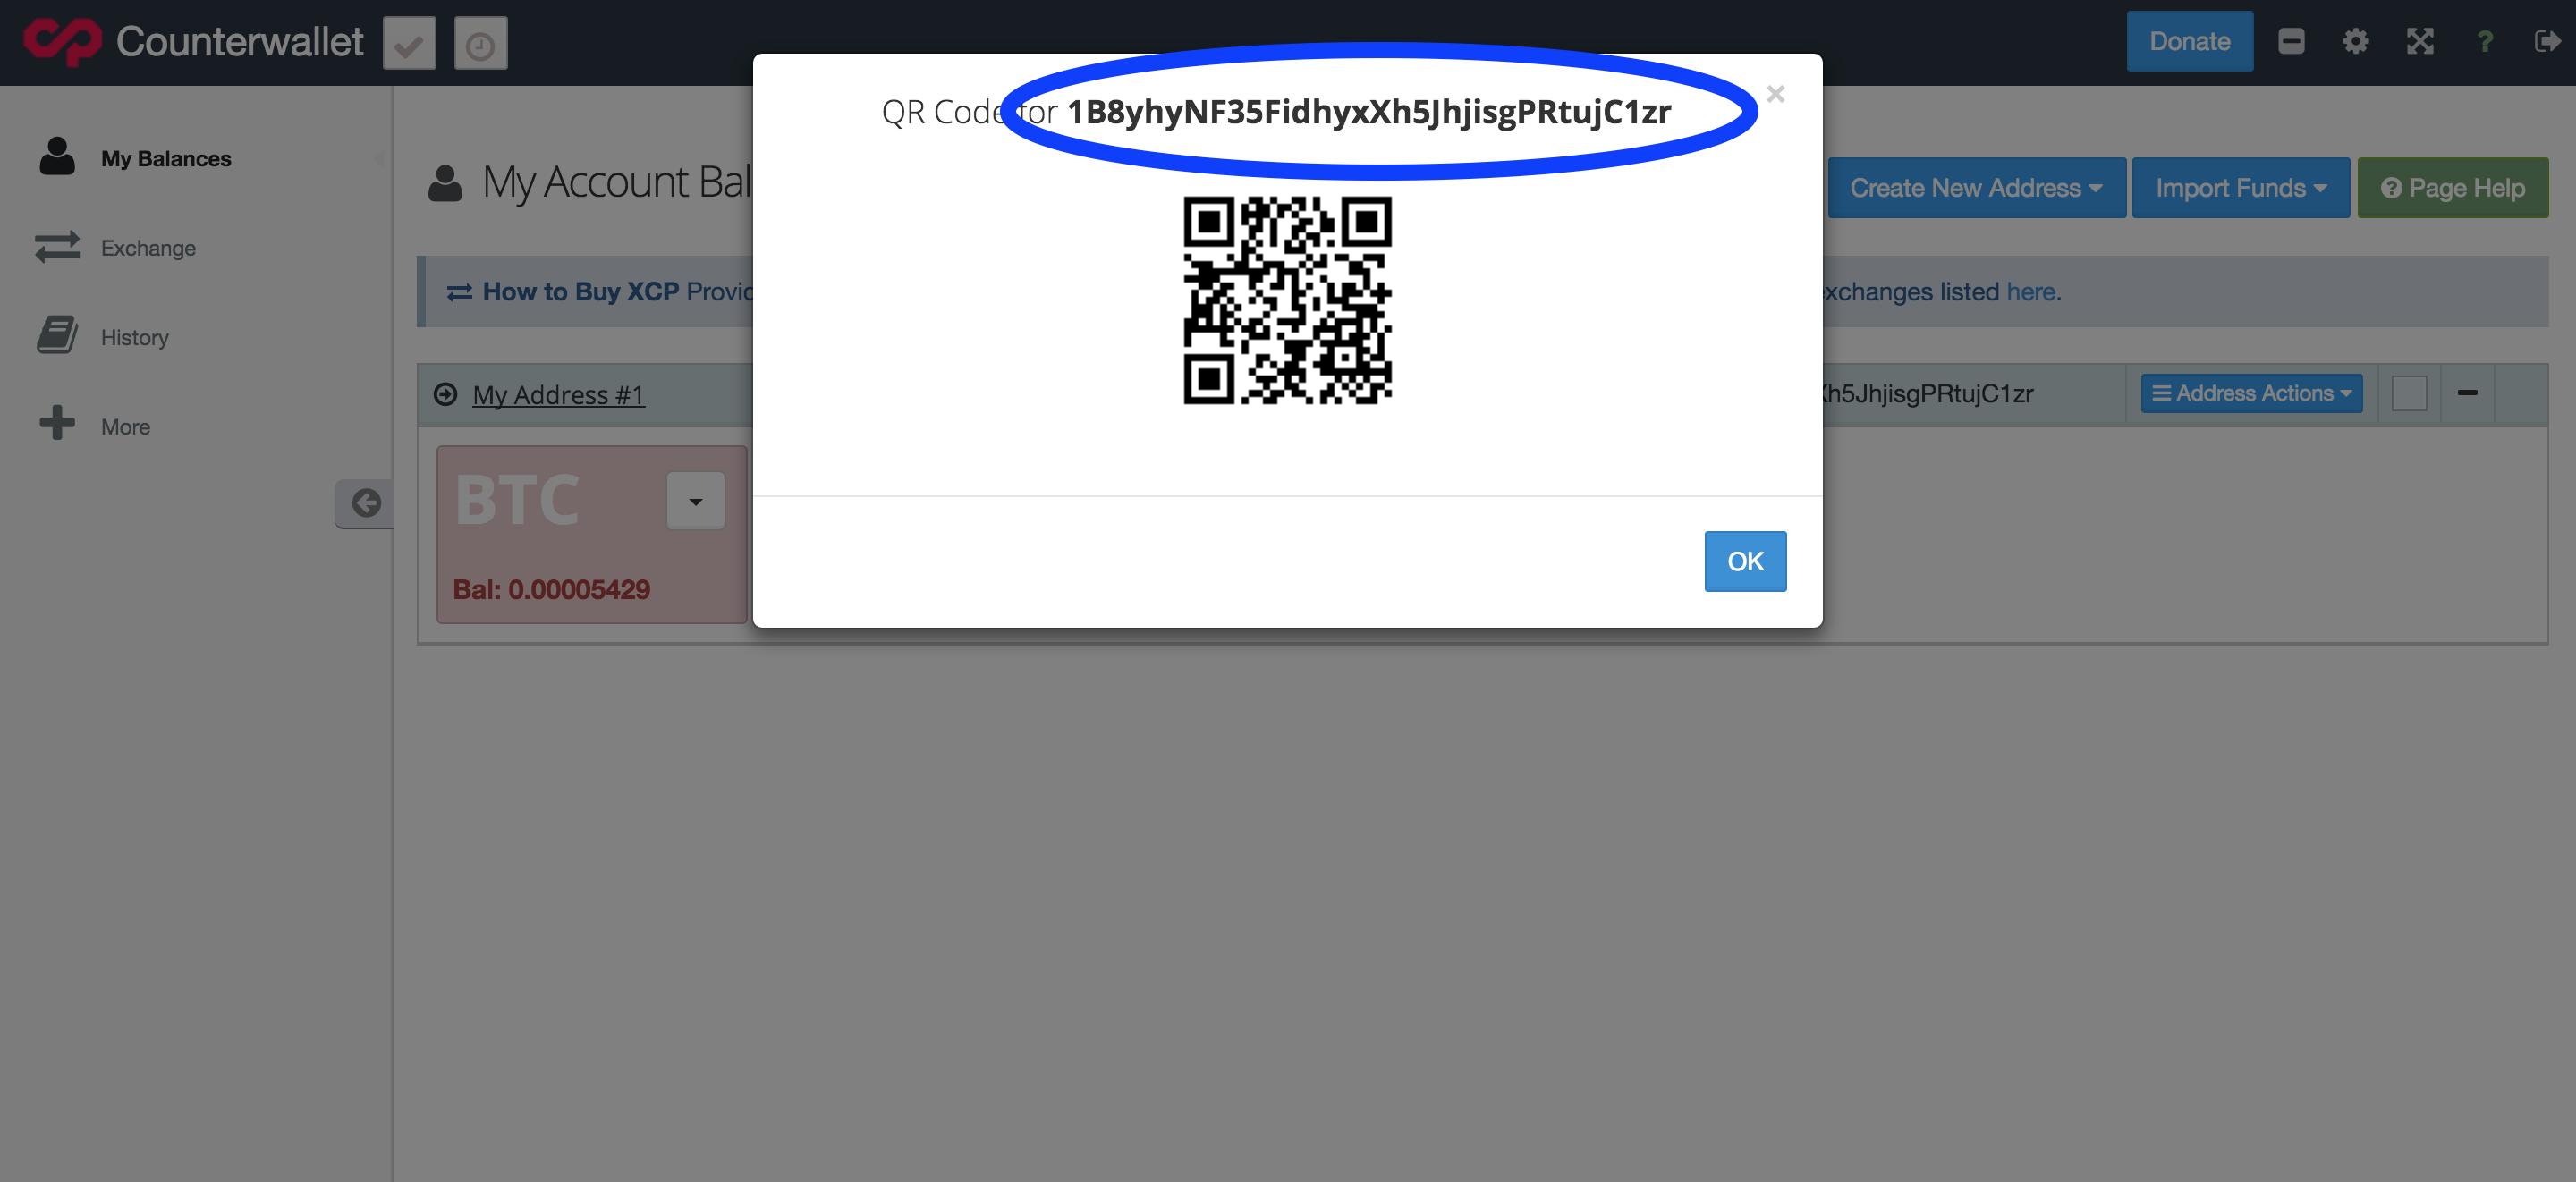 Counterwallet
Donate
?
QR Code for 1B8yhyNF35FidhyxXh5JhjisgPRtujC1zr
×
My Balances
Exchange
History
More
My Account Bal
Create New Address
Import Funds
Page Help
How to Buy XCP Provid
exchanges listed here.
My Address #1
Xh5JhjisgPRtujC1zr
Address Actions
BTC
Bal: 0.00005429
OK